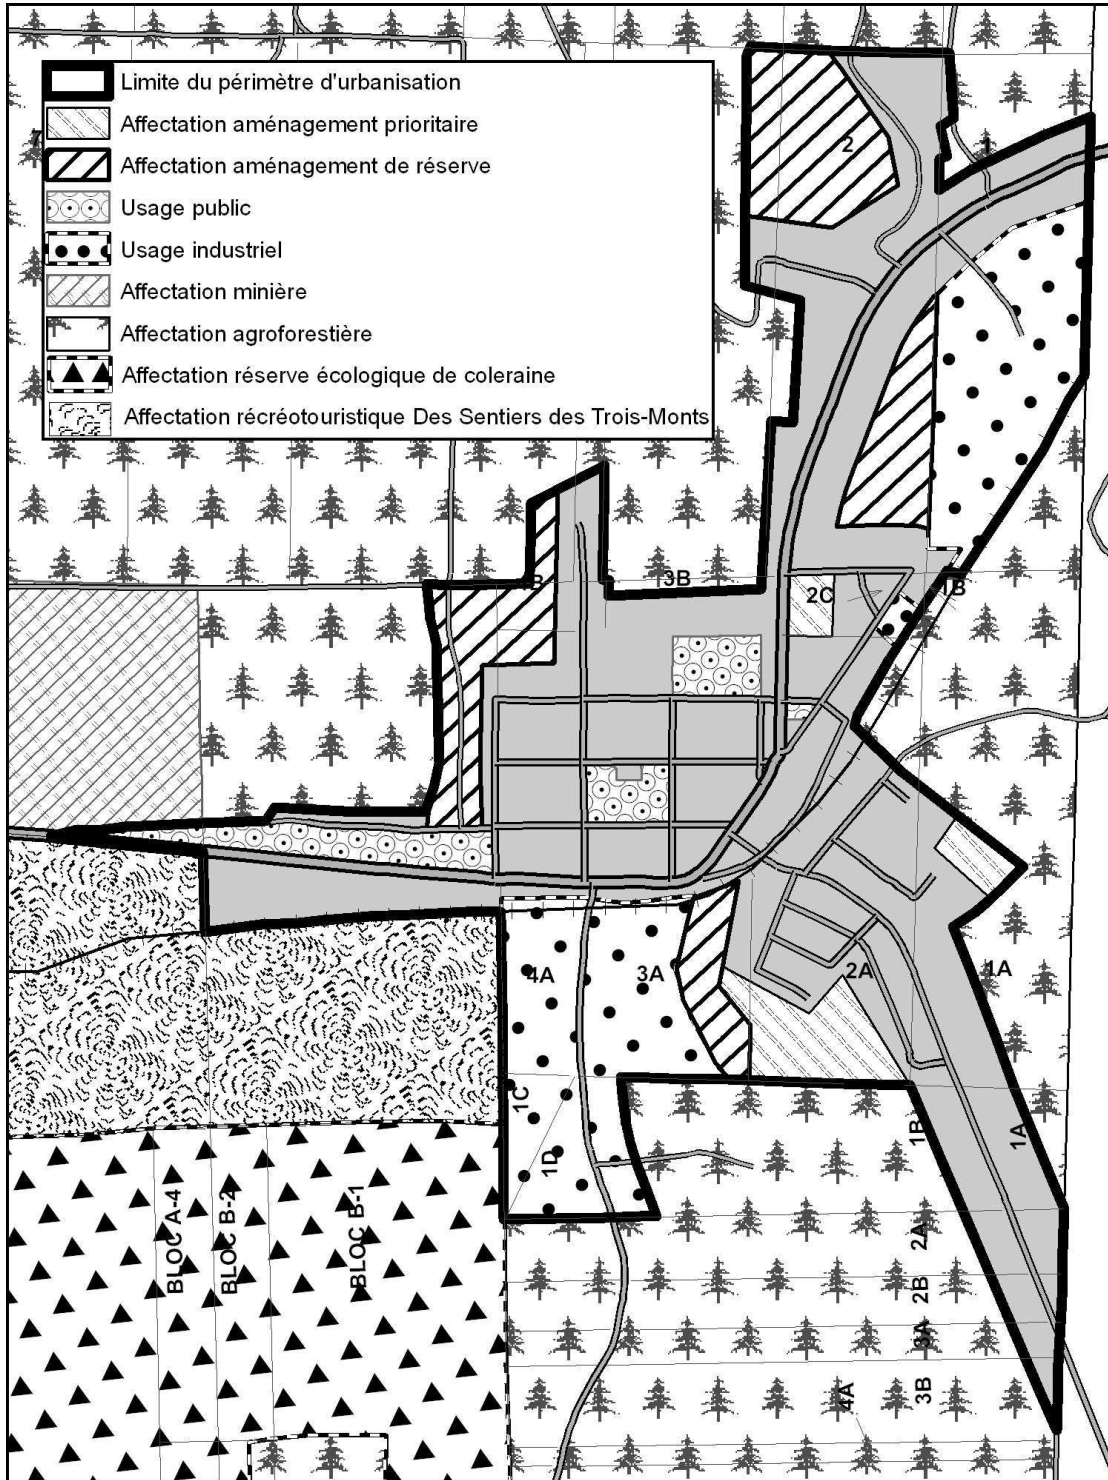 Limite du périmètre d'urbanisation
Affectation aménagement prioritaire
7
Affectation aménagement de réserve
Usage public
Usage industriel
Affectation minière
Affectation agroforestière
Affectation réserve écologique de coleraine
Affectation récréotouristique Des Sentiers des Trois-Monts
2
1
3B
2C
1B
4A
3A
2A
1A
1C
1D
1B
1A
BLOC A-4
BLOC B-2
BLOC B-1
2A
2B
3A
3B
4A